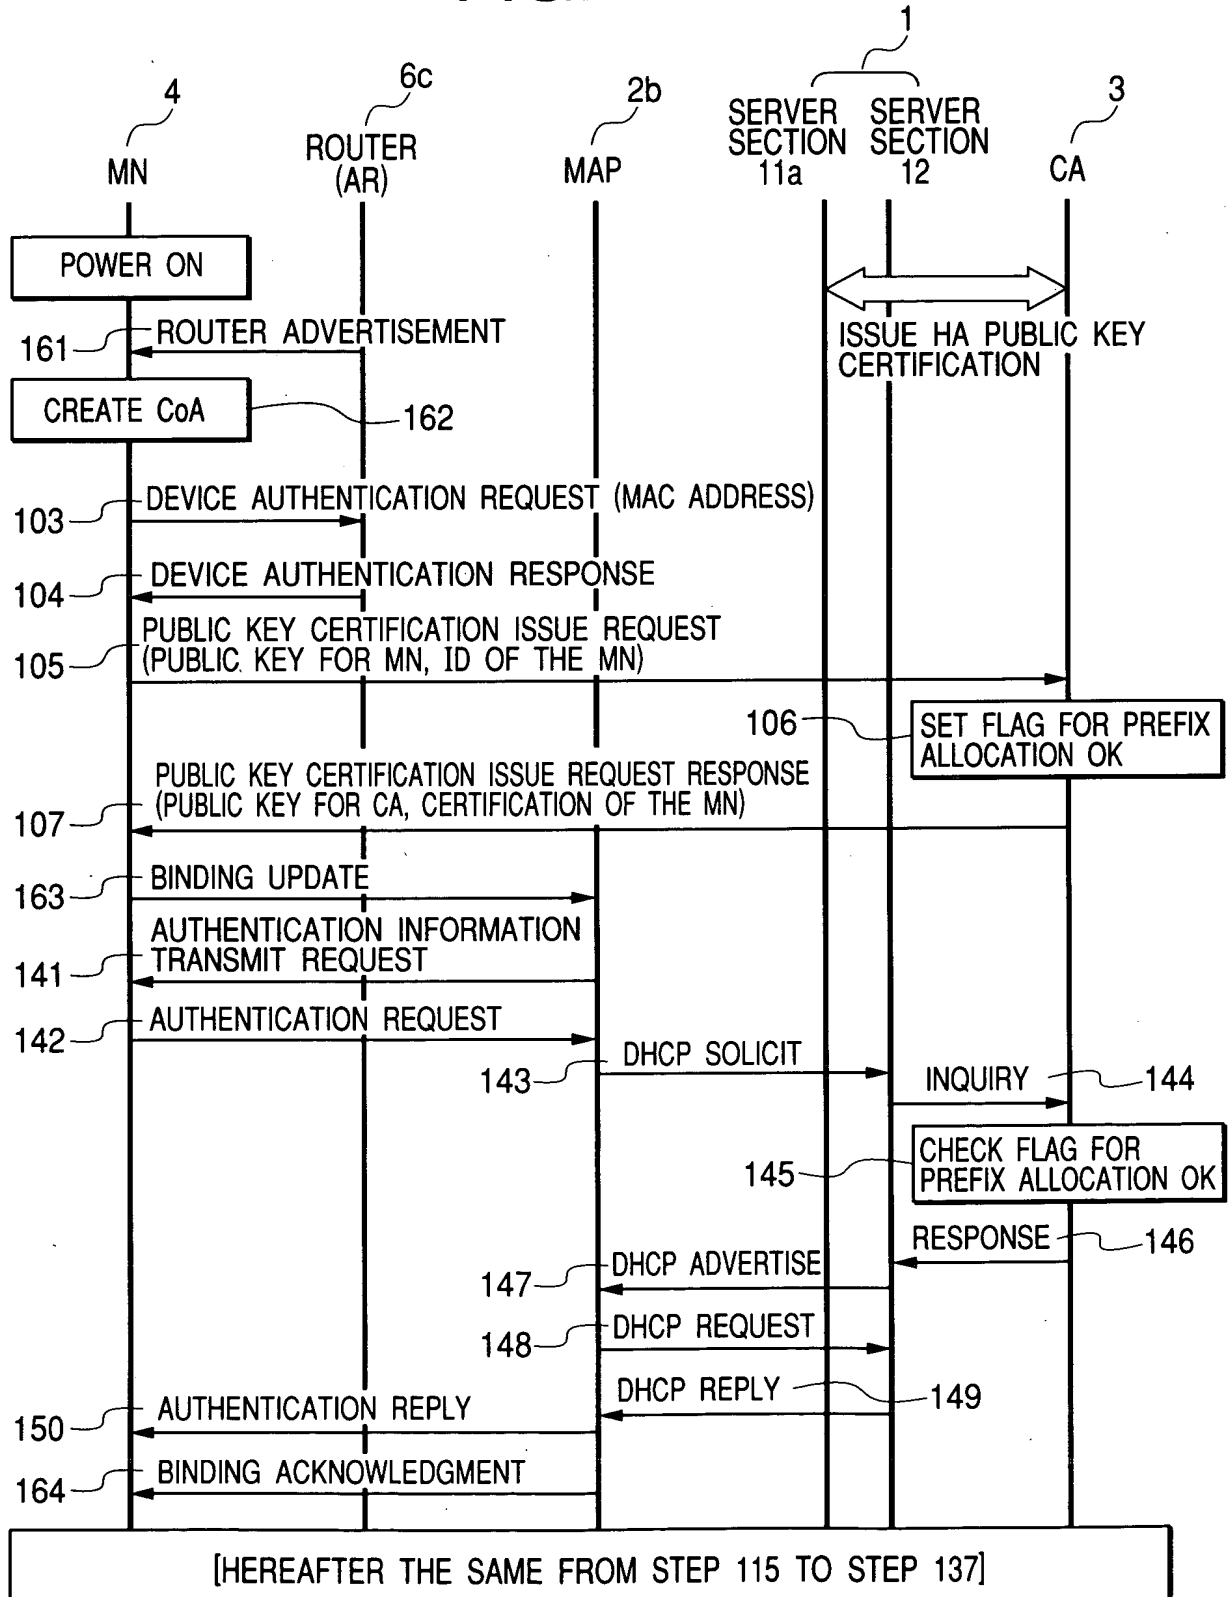 1
4
6c
2b
3
SERVER SECTION 11a
SERVER SECTION 12
ROUTER (AR)
MN
MAP
CA
POWER ON
ISSUE HA PUBLIC KEY
CERTIFICATION
161
ROUTER ADVERTISEMENT
CREATE CoA
162
103
DEVICE AUTHENTICATION REQUEST (MAC ADDRESS)
104
DEVICE AUTHENTICATION RESPONSE
105
PUBLIC KEY CERTIFICATION ISSUE REQUEST
(PUBLIC KEY FOR MN, ID OF THE MN)
106
SET FLAG FOR PREFIX
ALLOCATION OK
107
PUBLIC KEY CERTIFICATION ISSUE REQUEST RESPONSE
(PUBLIC KEY FOR CA, CERTIFICATION OF THE MN)
163
BINDING UPDATE
141
AUTHENTICATION INFORMATION
TRANSMIT REQUEST
142
AUTHENTICATION REQUEST
143
DHCP SOLICIT
INQUIRY
144
145
CHECK FLAG FOR
PREFIX ALLOCATION OK
RESPONSE
146
147
DHCP ADVERTISE
148
DHCP REQUEST
DHCP REPLY
149
150
AUTHENTICATION REPLY
164
BINDING ACKNOWLEDGMENT
[HEREAFTER THE SAME FROM STEP 115 TO STEP 137]